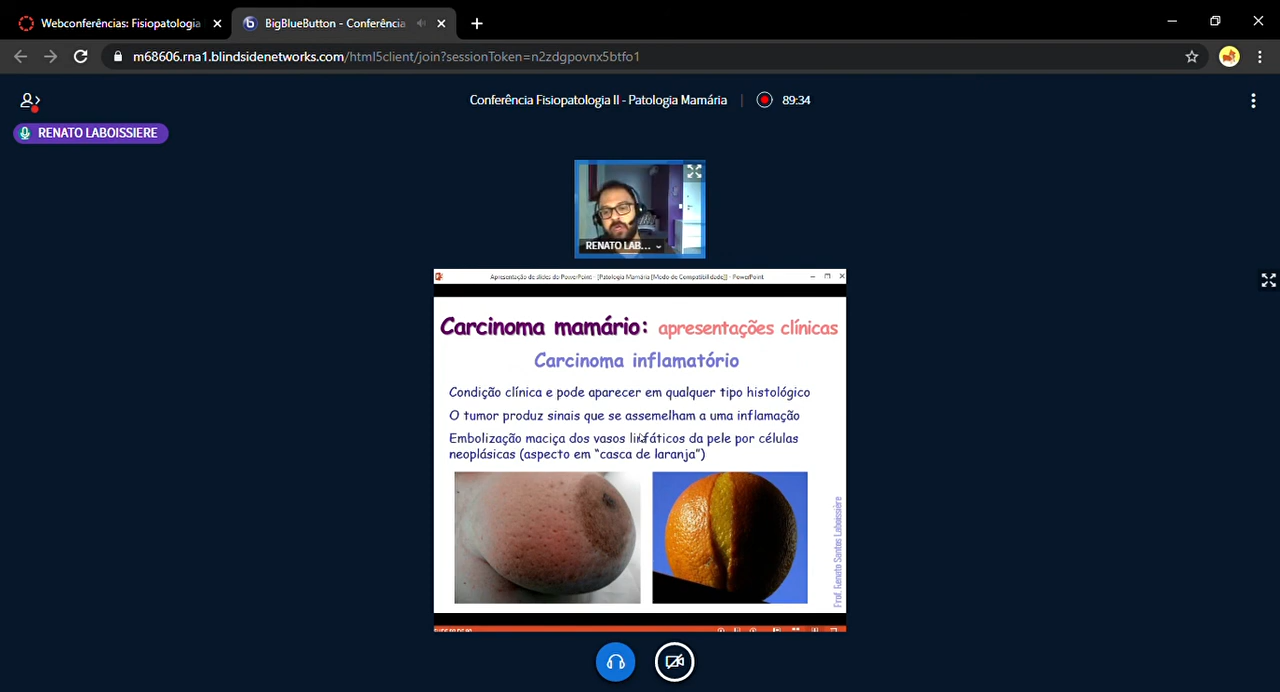 Webconferências: Fisiopatologia
BigBlueButton - Conferência
m68606.rna1.blindsidenetworks.com/html5client/join?sessionToken=n2zdgpovnx5btfo1
Conferência Fisiopatologia II - Patologia Mamária
89:34
RENATO LABOISSIERE
RENATO LAB...
Apresentação de slides do PowerPoint - [Patologia Mamária [Modo de Compatibilidade]] - PowerPoint
Carcinoma mamário: apresentações clínicas
Carcinoma inflamatório
Condição clínica e pode aparecer em qualquer tipo histológico
O tumor produz sinais que se assemelham a uma inflamação
Embolização maciça dos vasos linfáticos da pele por células
neoplásicas (aspecto em “casca de laranja”)
Prof. Renato Santos Laboissière